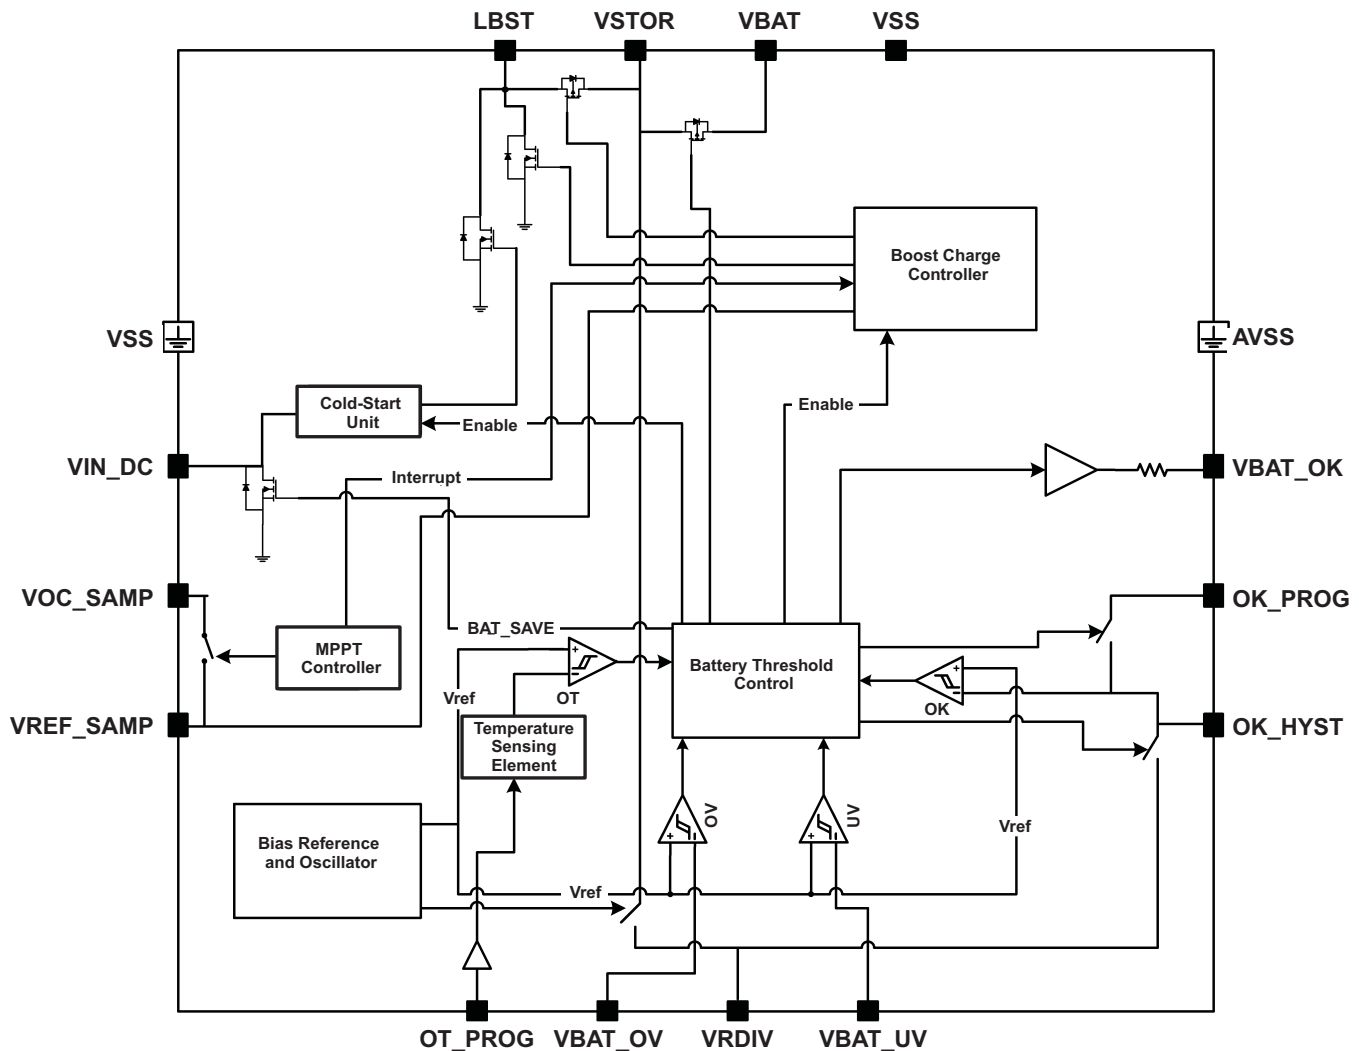 LBST
VSTOR
VBAT
VSS
Boost Charge
Controller
VSS
AVSS
Cold-Start
Unit
Enable
Enable
VIN_DC
Interrupt
VBAT_OK
VOC_SAMP
OK_PROG
BAT_SAVE
MPPT
Controller
+
−
OT
Vref
Battery Threshold
Control
+
−
OK
VREF_SAMP
Temperature
Sensing
Element
OK_HYST
OV
+
−
UV
+
−
Vref
Bias Reference
and Oscillator
Vref
OT_PROG
VBAT_OV
VRDIV
VBAT_UV